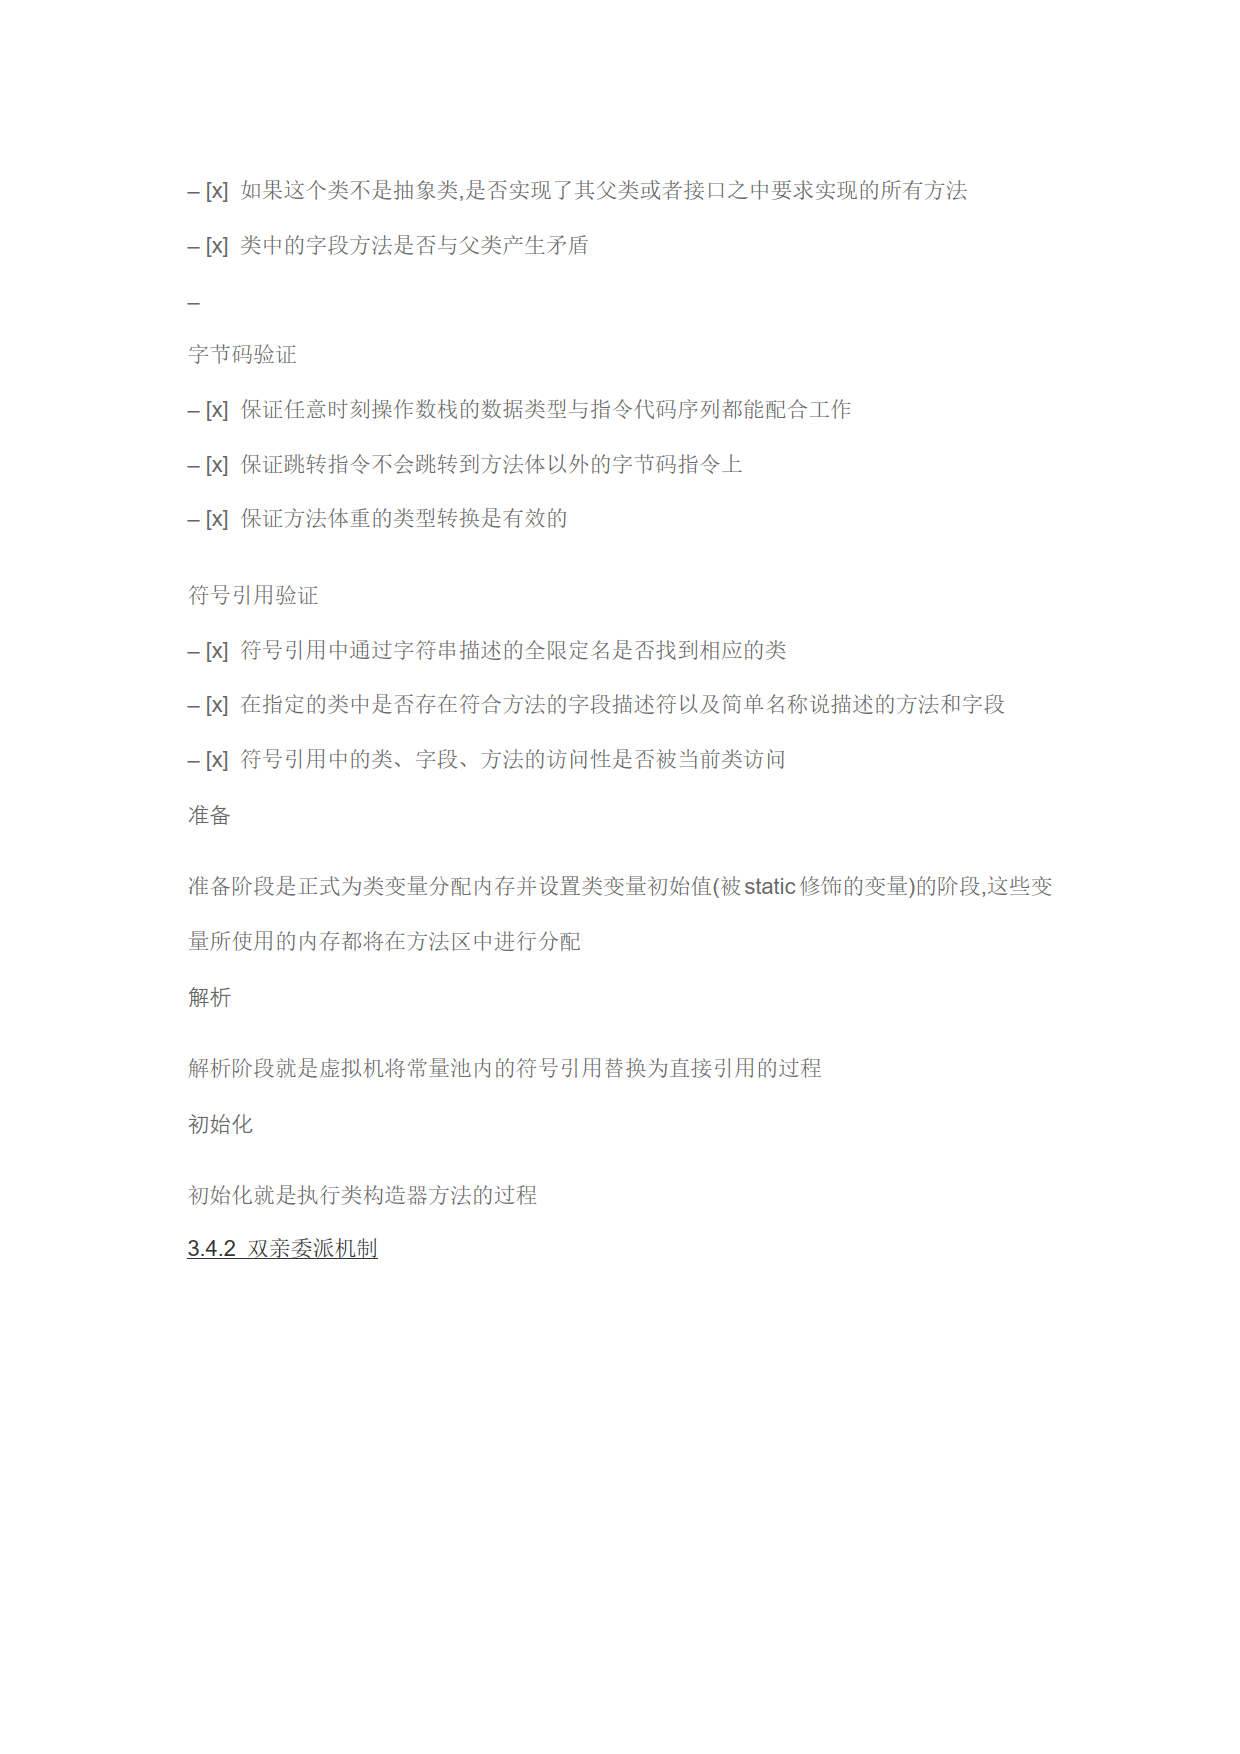 – [x] 如果这个类不是抽象类,是否实现了其父类或者接口之中要求实现的所有方法
– [x] 类中的字段方法是否与父类产生矛盾
–
字节码验证
– [x] 保证任意时刻操作数栈的数据类型与指令代码序列都能配合工作
– [x] 保证跳转指令不会跳转到方法体以外的字节码指令上
– [x] 保证方法体重的类型转换是有效的
符号引用验证
– [x] 符号引用中通过字符串描述的全限定名是否找到相应的类
– [x] 在指定的类中是否存在符合方法的字段描述符以及简单名称说描述的方法和字段
– [x] 符号引用中的类、字段、方法的访问性是否被当前类访问
准备
准备阶段是正式为类变量分配内存并设置类变量初始值(被 static 修饰的变量)的阶段,这些变
量所使用的内存都将在方法区中进行分配
解析
解析阶段就是虚拟机将常量池内的符号引用替换为直接引用的过程
初始化
初始化就是执行类构造器方法的过程
3.4.2 双亲委派机制